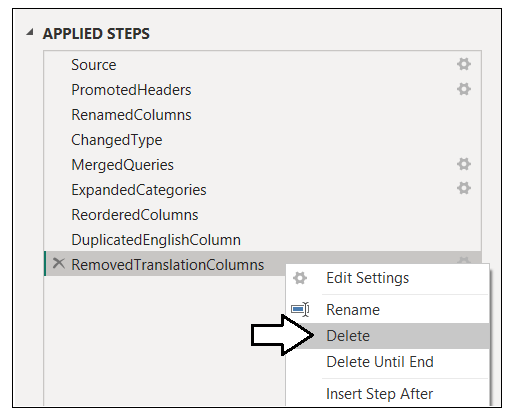 APPLIED STEPS
Source
PromotedHeaders
RenamedColumns
ChangedType
MergedQueries
ExpandedCategories
ReorderedColumns
DuplicatedEnglishColumn
RemovedTranslationColumns
Edit Settings
Rename
Delete
Delete Until End
Insert Step After